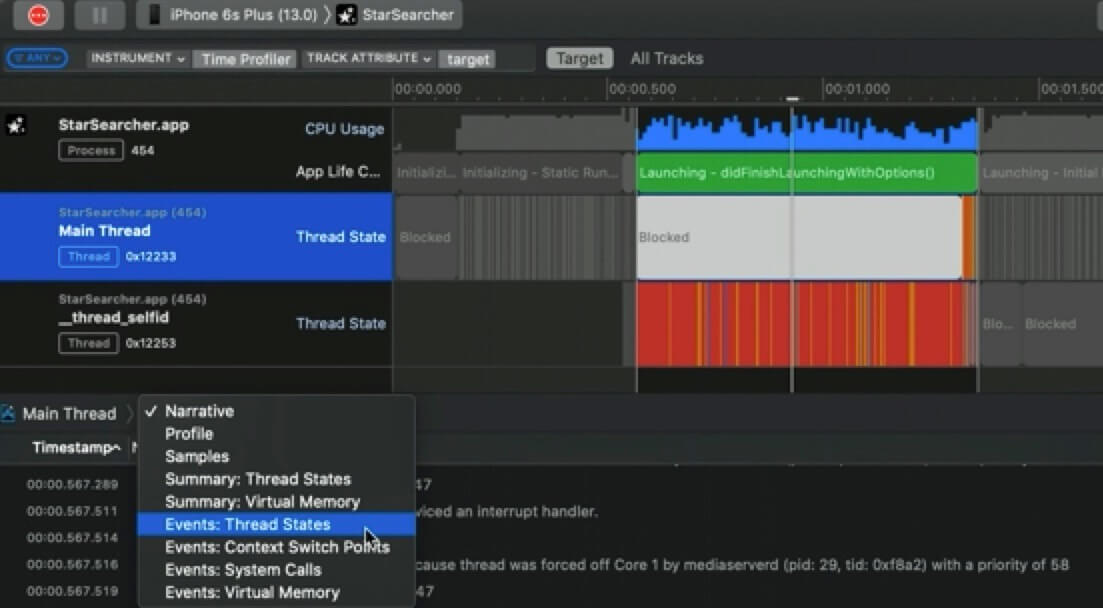 iPhone 6s Plus (13.0) 〉 StarSearcher
ANY INSTRUMENT Time Profiler TRACK ATTRIBUTE target Target All Tracks
00:00.000 00:00.500 00:01.000 00:01.500
StarSearcher.app CPU Usage
Process 454
App Life C... Initializi... Initializing - Static Run... Launching - didFinishLaunchingWithOptions() Launching - Initial
StarSearcher.app (454)
Main Thread Thread State Blocked Blocked
Thread 0x12233
StarSearcher.app (454)
__thread_selfid Thread State Blo... Blocked
Thread 0x12253
Main Thread 〉 ✓ Narrative
Profile
Timestamp
Samples
00:00.567.289 Summary: Thread States 47
00:00.567.511 Summary: Virtual Memory viced an interrupt handler.
00:00.567.514 Events: Thread States
Events: Context Switch Points
00:00.567.516 Events: System Calls cause thread was forced off Core 1 by mediaserverd (pid: 29, tid: 0xf8a2) with a priority of 58
00:00.567.519 Events: Virtual Memory 47